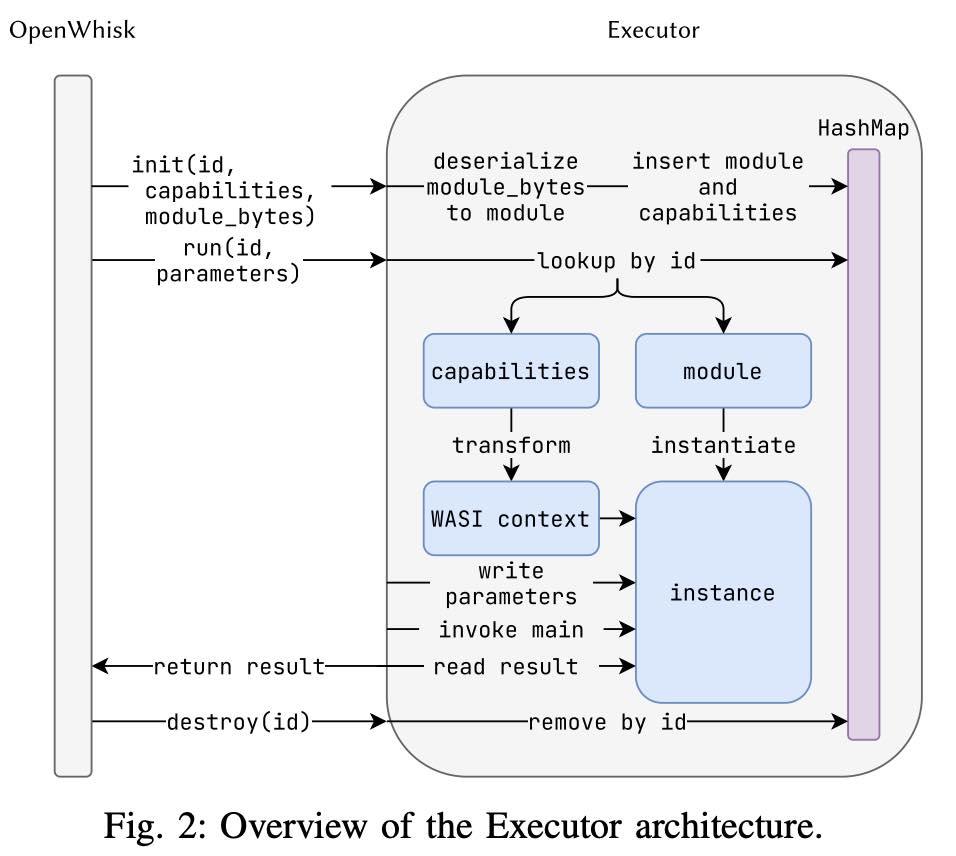 OpenWhisk
Executor
HashMap
init(id,
capabilities,
module_bytes)
deserialize
module_bytes
to module
insert module
and
capabilities
run(id,
parameters)
lookup by id
capabilities
module
transform
instantiate
WASI context
instance
write
parameters
invoke main
return result
read result
destroy(id)
remove by id
Fig. 2: Overview of the Executor architecture.